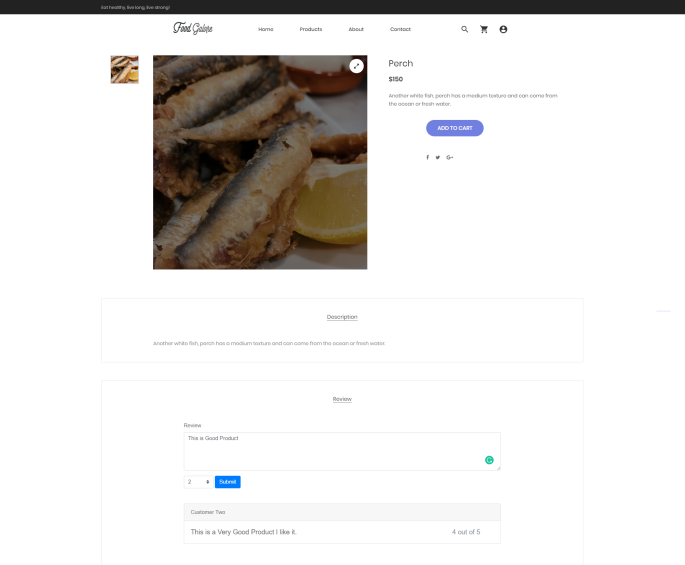 Eat healthy, live long, live strong!
Food Galore
Home
Products
About
Contact
Perch
$150
Another white fish, perch has a medium texture and can come from
the ocean or fresh water.
ADD TO CART
Description
Another white fish, perch has a medium texture and can come from the ocean or fresh water.
Review
Review
This is Good Product
2
Submit
Customer Two
This is a Very Good Product I like it.
4 out of 5